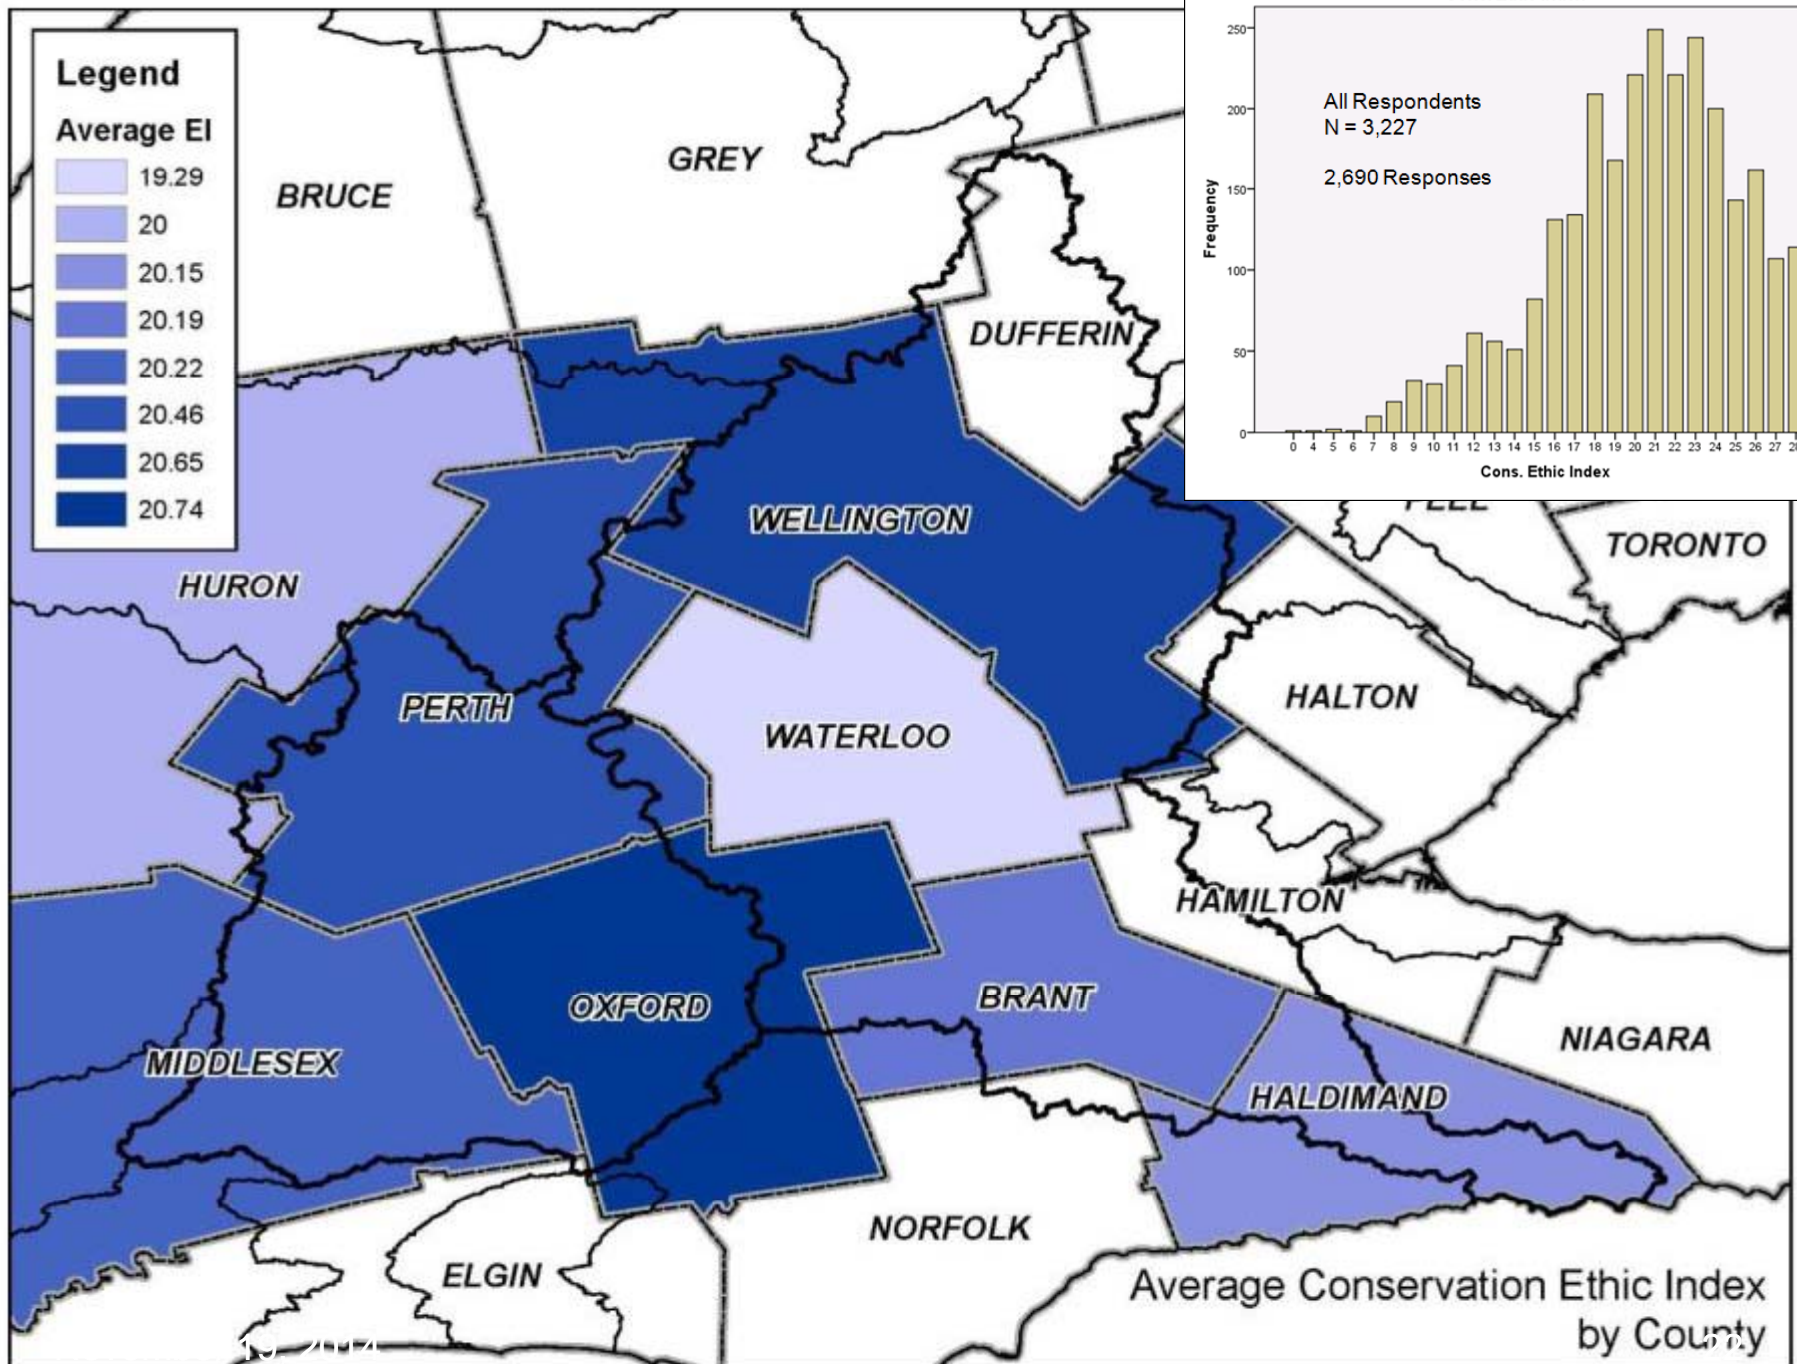 Legend
Average EI
19.29
20
20.15
20.19
20.22
20.46
20.65
20.74
BRUCE
GREY
DUFFERIN
HURON
WELLINGTON
PERTH
WATERLOO
TORONTO
HALTON
HAMILTON
OXFORD
BRANT
MIDDLESEX
NIAGARA
HALDIMAND
NORFOLK
ELGIN
Average Conservation Ethic Index
by County
19, 2014
All Respondents
N = 3,227
2,690 Responses
Frequency
250
200
150
100
50
0
0 4 5 6 7 8 9 10 11 12 13 14 15 16 17 18 19 20 21 22 23 24 25 26 27
Cons. Ethic Index